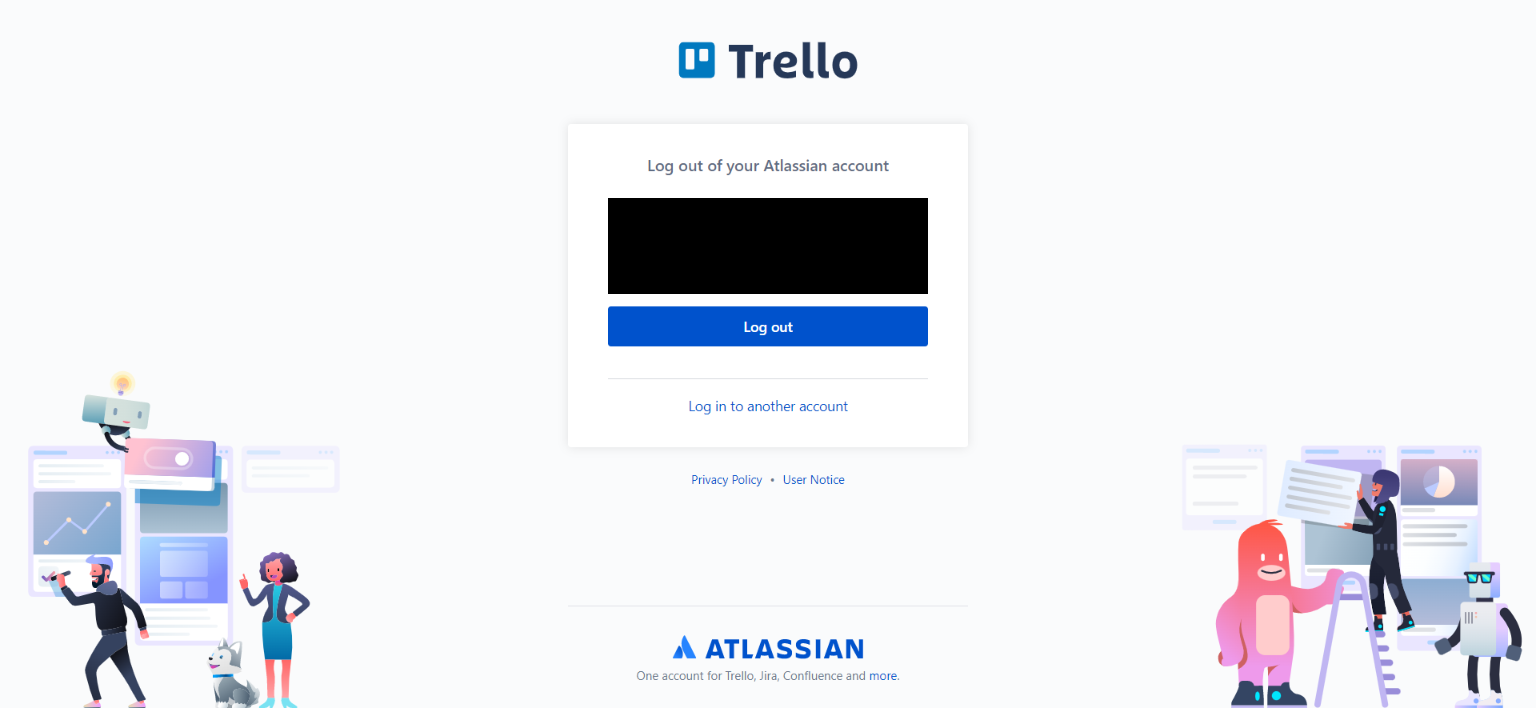 Trello
Log out of your Atlassian account
Log out
Log in to another account
Privacy Policy • User Notice
ATLASSIAN
One account for Trello, Jira, Confluence and more.